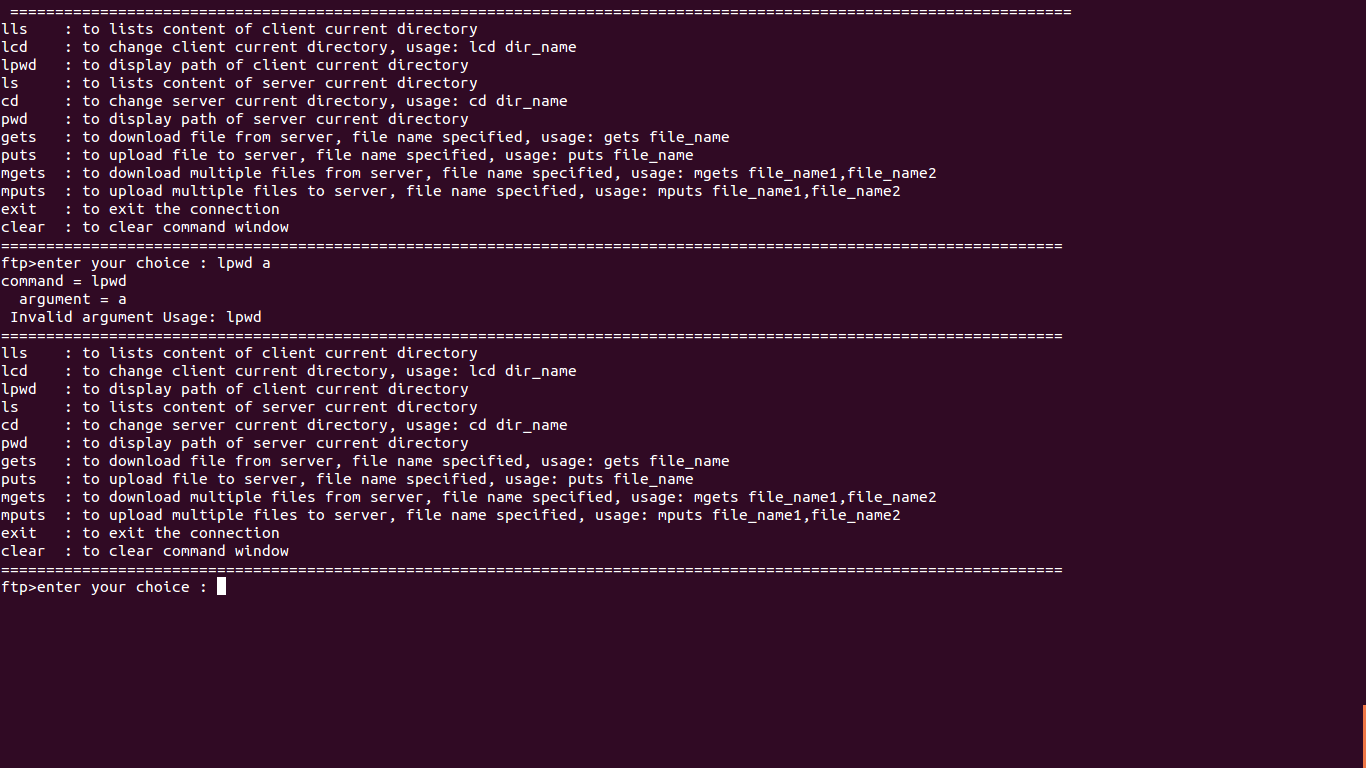 ======================================================================================================================
lls    : to lists content of client current directory
lcd    : to change client current directory, usage: lcd dir_name
lpwd   : to display path of client current directory
ls     : to lists content of server current directory
cd     : to change server current directory, usage: cd dir_name
pwd    : to display path of server current directory
gets   : to download file from server, file name specified, usage: gets file_name
puts   : to upload file to server, file name specified, usage: puts file_name
mgets  : to download multiple files from server, file name specified, usage: mgets file_name1,file_name2
mputs  : to upload multiple files to server, file name specified, usage: mputs file_name1,file_name2
exit   : to exit the connection
clear  : to clear command window
======================================================================================================================
ftp>enter your choice : lpwd a
command = lpwd
  argument = a
 Invalid argument Usage: lpwd
======================================================================================================================
lls    : to lists content of client current directory
lcd    : to change client current directory, usage: lcd dir_name
lpwd   : to display path of client current directory
ls     : to lists content of server current directory
cd     : to change server current directory, usage: cd dir_name
pwd    : to display path of server current directory
gets   : to download file from server, file name specified, usage: gets file_name
puts   : to upload file to server, file name specified, usage: puts file_name
mgets  : to download multiple files from server, file name specified, usage: mgets file_name1,file_name2
mputs  : to upload multiple files to server, file name specified, usage: mputs file_name1,file_name2
exit   : to exit the connection
clear  : to clear command window
======================================================================================================================
ftp>enter your choice :